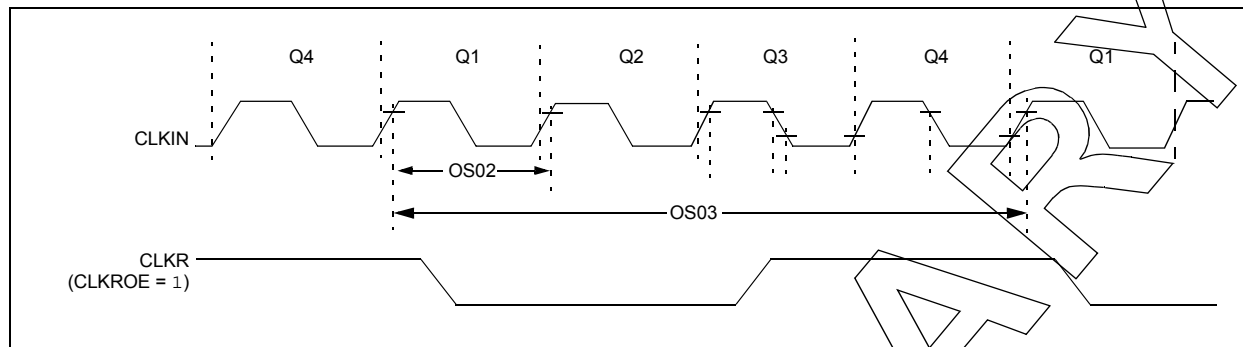 Q4 Q1 Q2 Q3 Q4 Q1
CLKIN
OS02
OS03
CLKR
(CLKROE = 1)
A R Y